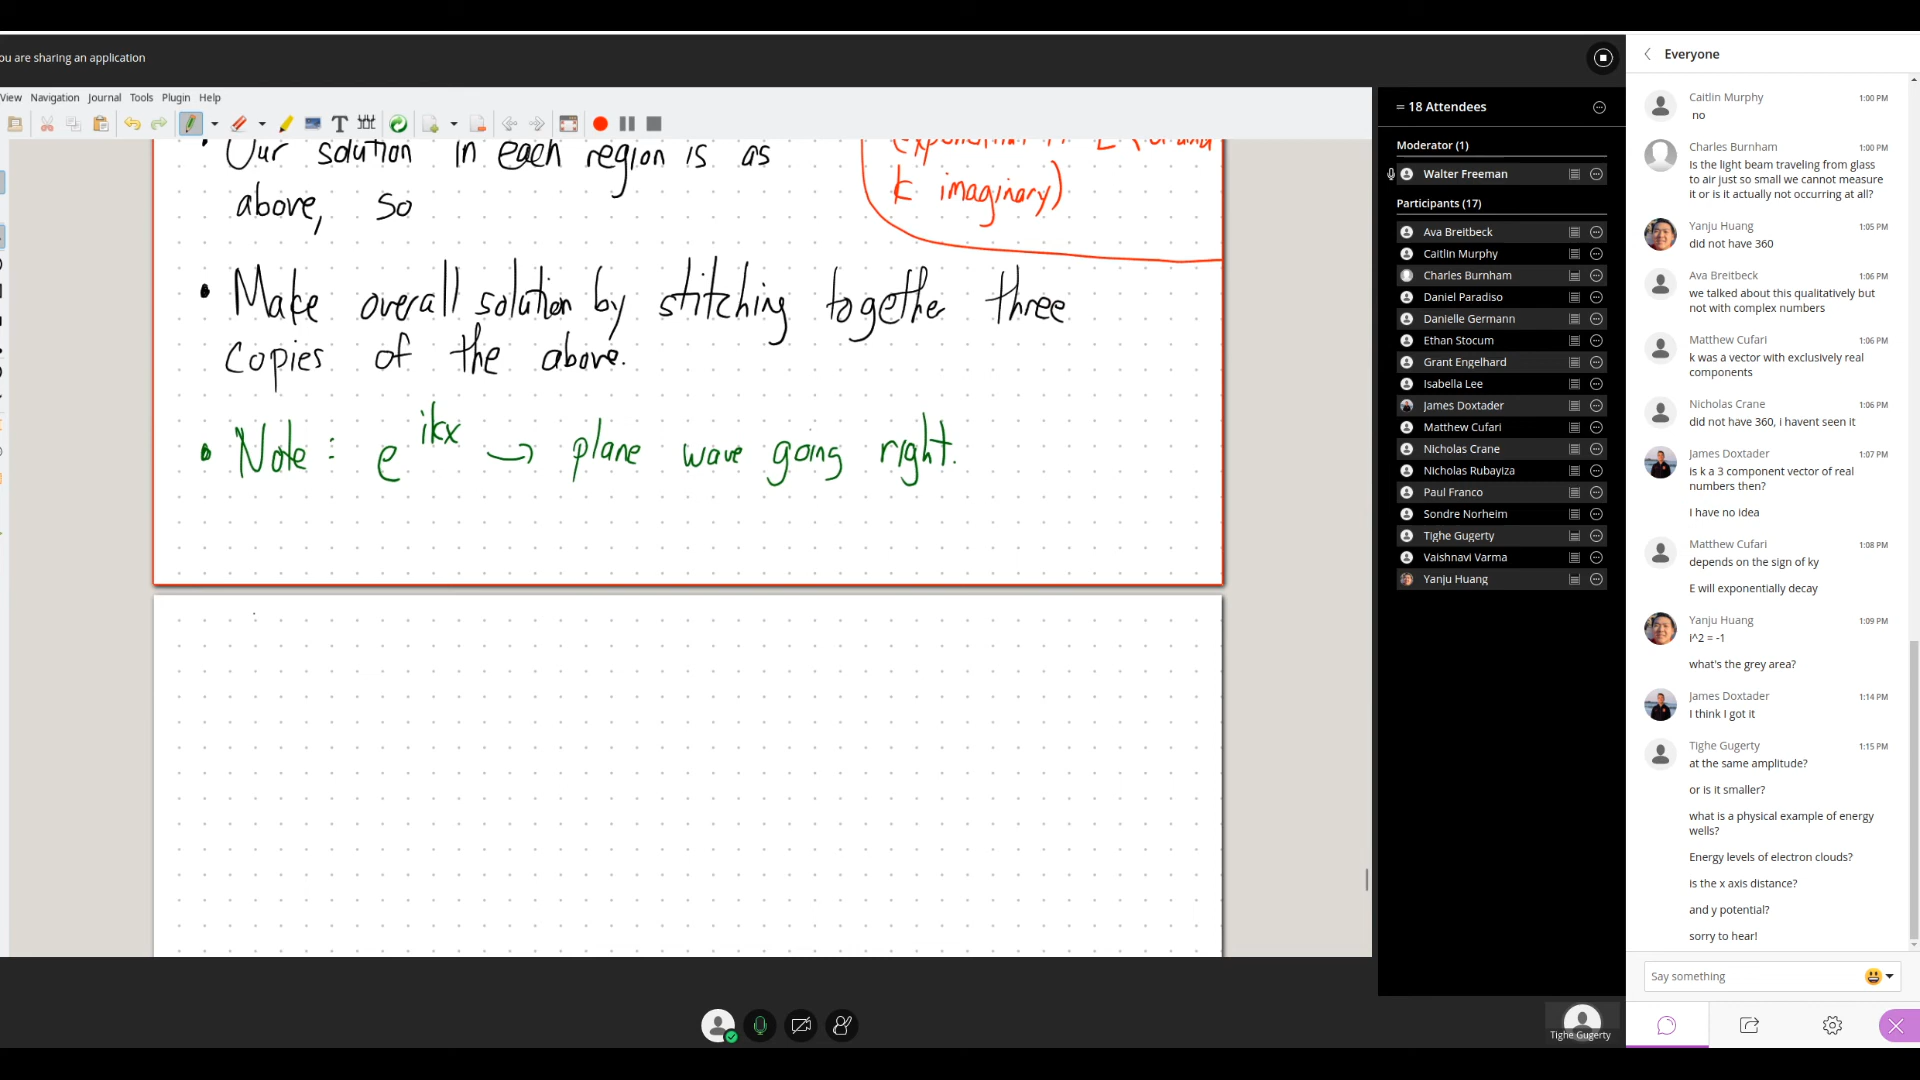 ou are sharing an application
View Navigation Journal Tools Plugin Help
• Our solution in each region is as
above, so
k imaginary)
• Make overall solution by stitching together three
copies of the above.
• Note: e^ikx → plane wave going right.
= 18 Attendees
Moderator (1)
Walter Freeman
Participants (17)
Ava Breitbeck
Caitlin Murphy
Charles Burnham
Daniel Paradiso
Danielle Germann
Ethan Stocum
Grant Engelhard
Isabella Lee
James Doxtader
Matthew Cufari
Nicholas Crane
Nicholas Rubayiza
Paul Franco
Sondre Norheim
Tighe Gugerty
Vaishnavi Varma
Yanju Huang
Tighe Gugerty
Everyone
Caitlin Murphy 1:00 PM
no
Charles Burnham 1:00 PM
Is the light beam traveling from glass
to air just so small we cannot measure
it or is it actually not occurring at all?
Yanju Huang 1:05 PM
did not have 360
Ava Breitbeck 1:06 PM
we talked about this qualitatively but
not with complex numbers
Matthew Cufari 1:06 PM
k was a vector with exclusively real
components
Nicholas Crane 1:06 PM
did not have 360, i havent seen it
James Doxtader 1:07 PM
is k a 3 component vector of real
numbers then?
I have no idea
Matthew Cufari 1:08 PM
depends on the sign of ky
E will exponentially decay
Yanju Huang 1:09 PM
i^2 = -1
what's the grey area?
James Doxtader 1:14 PM
I think I got it
Tighe Gugerty 1:15 PM
at the same amplitude?
or is it smaller?
what is a physical example of energy
wells?
Energy levels of electron clouds?
is the x axis distance?
and y potential?
sorry to hear!
Say something